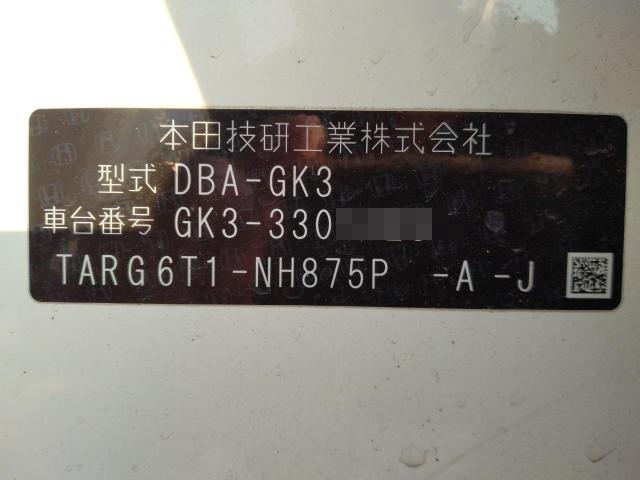 本田技研工業株式会社
型式 DBA-GK3
車台番号 GK3-330
TARG6T1-NH875P -A -J